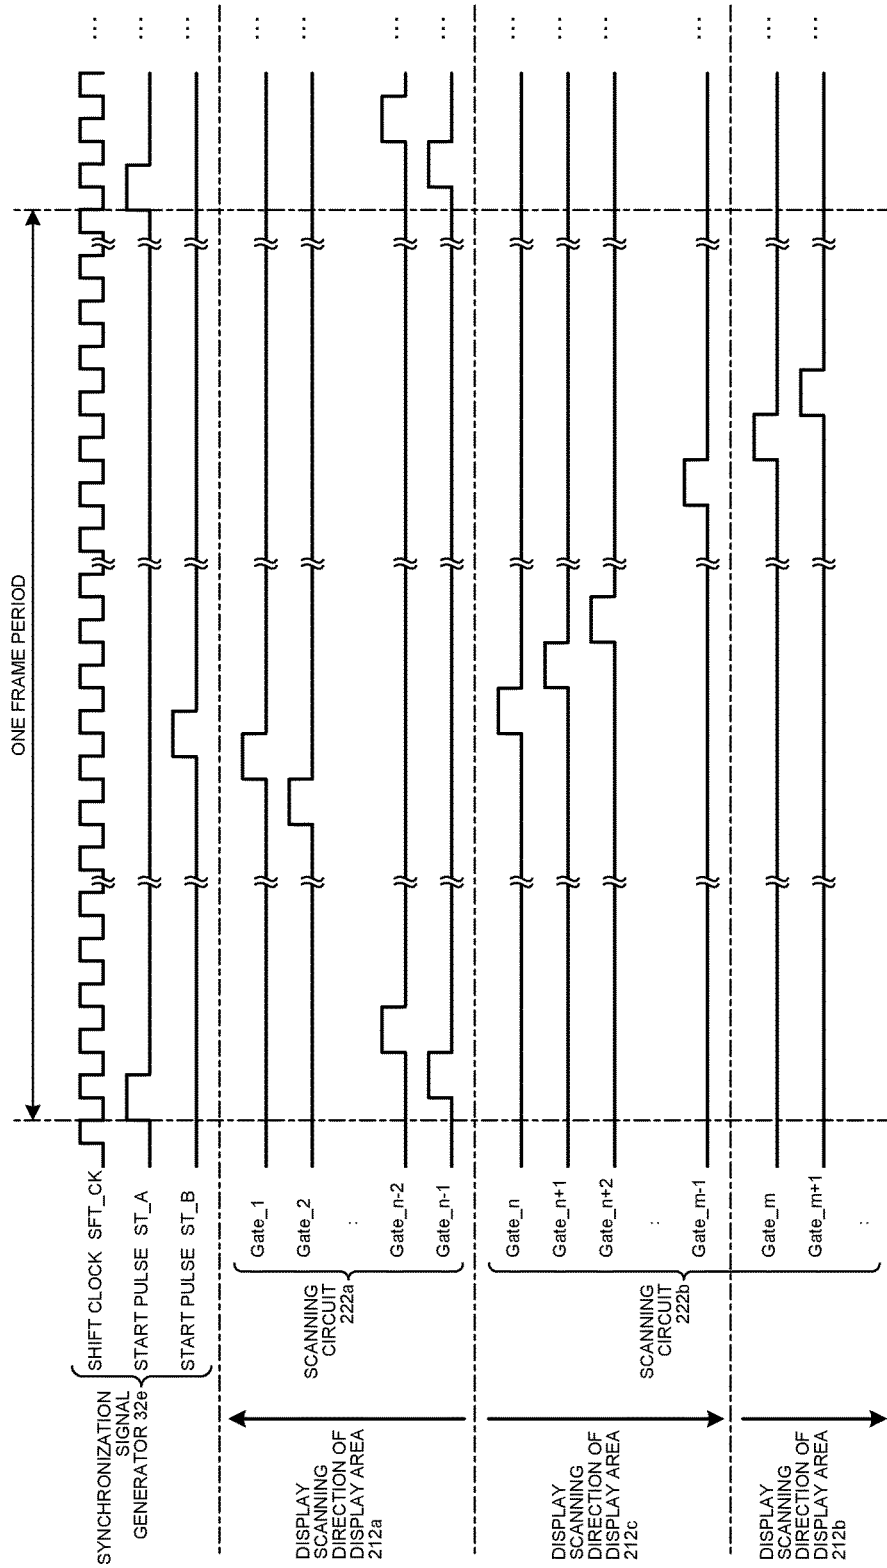 ONE FRAME PERIOD
SYNCHRONIZATION
SIGNAL
GENERATOR 32e
SHIFT CLOCK SFT_CK ...
START PULSE ST_A ...
START PULSE ST_B ...
DISPLAY
SCANNING
DIRECTION OF
DISPLAY AREA
212a
SCANNING
CIRCUIT
222a
Gate_1 ...
Gate_2 ...
:
Gate_n-2 ...
Gate_n-1 ...
DISPLAY
SCANNING
DIRECTION OF
DISPLAY AREA
212c
SCANNING
CIRCUIT
222b
Gate_n ...
Gate_n+1 ...
Gate_n+2 ...
:
Gate_m-1 ...
DISPLAY
SCANNING
DIRECTION OF
DISPLAY AREA
212b
Gate_m ...
Gate_m+1 ...
: